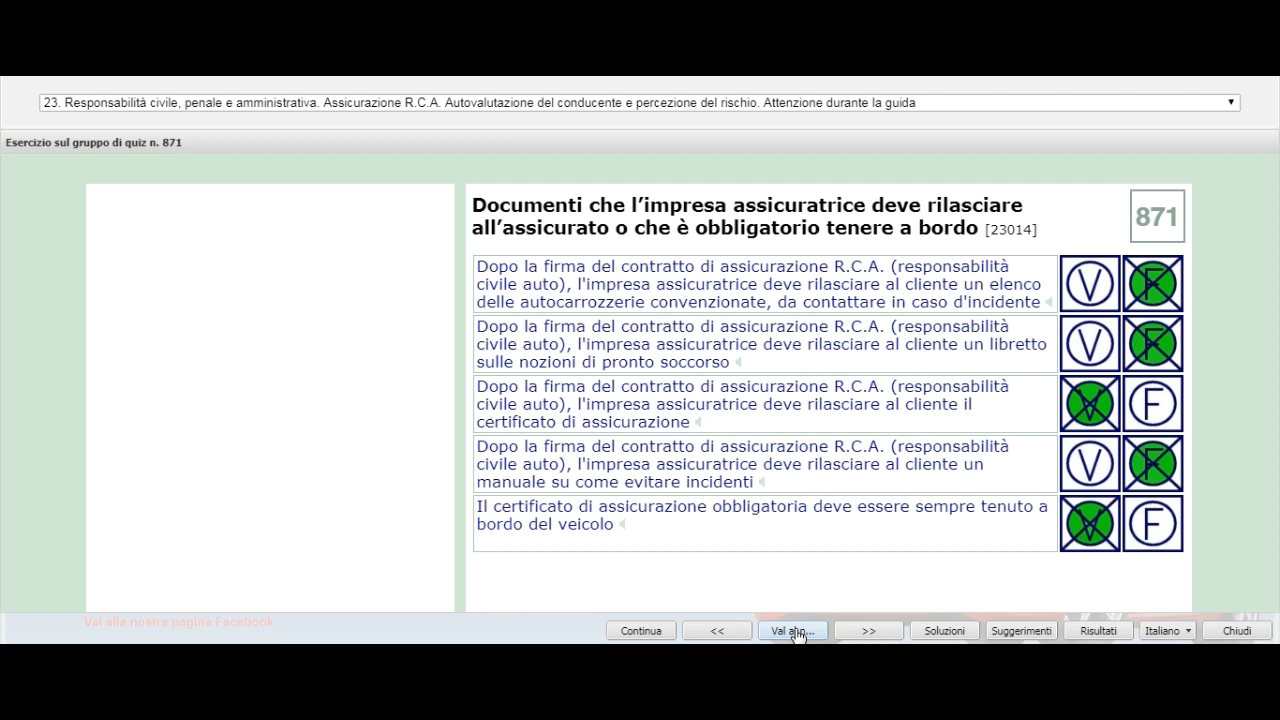 23. Responsabilità civile, penale e amministrativa. Assicurazione R.C.A. Autovalutazione del conducente e percezione del rischio. Attenzione durante la guida
Esercizio sul gruppo di quiz n. 871
Documenti che l’impresa assicuratrice deve rilasciare
all’assicurato o che è obbligatorio tenere a bordo [23014]
871
Dopo la firma del contratto di assicurazione R.C.A. (responsabilità
civile auto), l'impresa assicuratrice deve rilasciare al cliente un elenco
delle autocarrozzerie convenzionate, da contattare in caso d'incidente
V F
Dopo la firma del contratto di assicurazione R.C.A. (responsabilità
civile auto), l'impresa assicuratrice deve rilasciare al cliente un libretto
sulle nozioni di pronto soccorso
V F
Dopo la firma del contratto di assicurazione R.C.A. (responsabilità
civile auto), l'impresa assicuratrice deve rilasciare al cliente il
certificato di assicurazione
V F
Dopo la firma del contratto di assicurazione R.C.A. (responsabilità
civile auto), l'impresa assicuratrice deve rilasciare al cliente un
manuale su come evitare incidenti
V F
Il certificato di assicurazione obbligatoria deve essere sempre tenuto a
bordo del veicolo
V F
Vai alla nostra pagina Facebook
Continua << Vai al n... >> Soluzioni Suggerimenti Risultati Italiano Chiudi